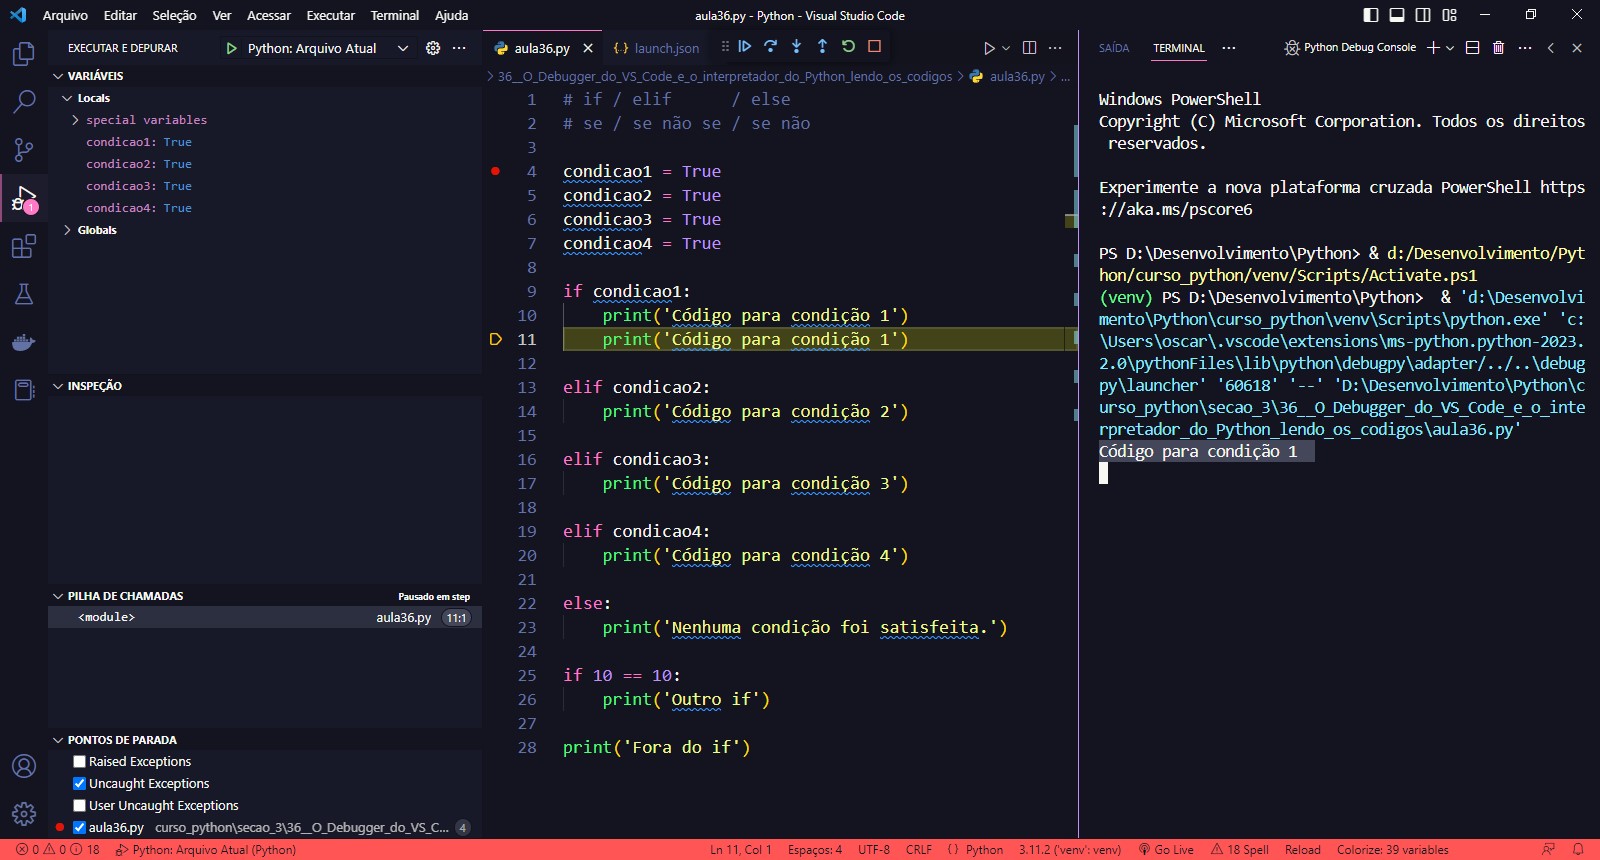 Arquivo Editar Seleção Ver Acessar Executar Terminal Ajuda
aula36.py - Python - Visual Studio Code
EXECUTAR E DEPURAR
Python: Arquivo Atual
VARIÁVEIS
Locals
special variables
condicao1: True
condicao2: True
condicao3: True
condicao4: True
Globals
1
INSPEÇÃO
PILHA DE CHAMADAS Pausado em step
<module> aula36.py 11:1
PONTOS DE PARADA
Raised Exceptions
Uncaught Exceptions
User Uncaught Exceptions
aula36.py curso_python\secao_3\36__O_Debugger_do_VS_C... 4
aula36.py
launch.json
36__O_Debugger_do_VS_Code_e_o_interpretador_do_Python_lendo_os_codigos > aula36.py > ...
1 # if / elif      / else
2 # se / se não se / se não
3
4 condicao1 = True
5 condicao2 = True
6 condicao3 = True
7 condicao4 = True
8
9 if condicao1:
10     print('Código para condição 1')
11     print('Código para condição 1')
12
13 elif condicao2:
14     print('Código para condição 2')
15
16 elif condicao3:
17     print('Código para condição 3')
18
19 elif condicao4:
20     print('Código para condição 4')
21
22 else:
23     print('Nenhuma condição foi satisfeita.')
24
25 if 10 == 10:
26     print('Outro if')
27
28 print('Fora do if')
SAÍDA TERMINAL ... Python Debug Console
Windows PowerShell
Copyright (C) Microsoft Corporation. Todos os direitos
reservados.
Experimente a nova plataforma cruzada PowerShell https
://aka.ms/pscore6
PS D:\Desenvolvimento\Python> & d:/Desenvolvimento/Pyt
hon/curso_python/venv/Scripts/Activate.ps1
(venv) PS D:\Desenvolvimento\Python>  & 'd:\Desenvolvi
mento\Python\curso_python\venv\Scripts\python.exe' 'c:
\Users\oscar\.vscode\extensions\ms-python.python-2023.
2.0\pythonFiles\lib\python\debugpy\adapter/../..\debug
py\launcher' '60618' '--' 'D:\Desenvolvimento\Python\c
urso_python\secao_3\36__O_Debugger_do_VS_Code_e_o_inte
rpretador_do_Python_lendo_os_codigos\aula36.py'
Código para condição 1
0 0 18 Python: Arquivo Atual (Python) Ln 11, Col 1 Espaços: 4 UTF-8 CRLF {} Python 3.11.2 ('venv': venv) Go Live 18 Spell Reload Colorize: 39 variables